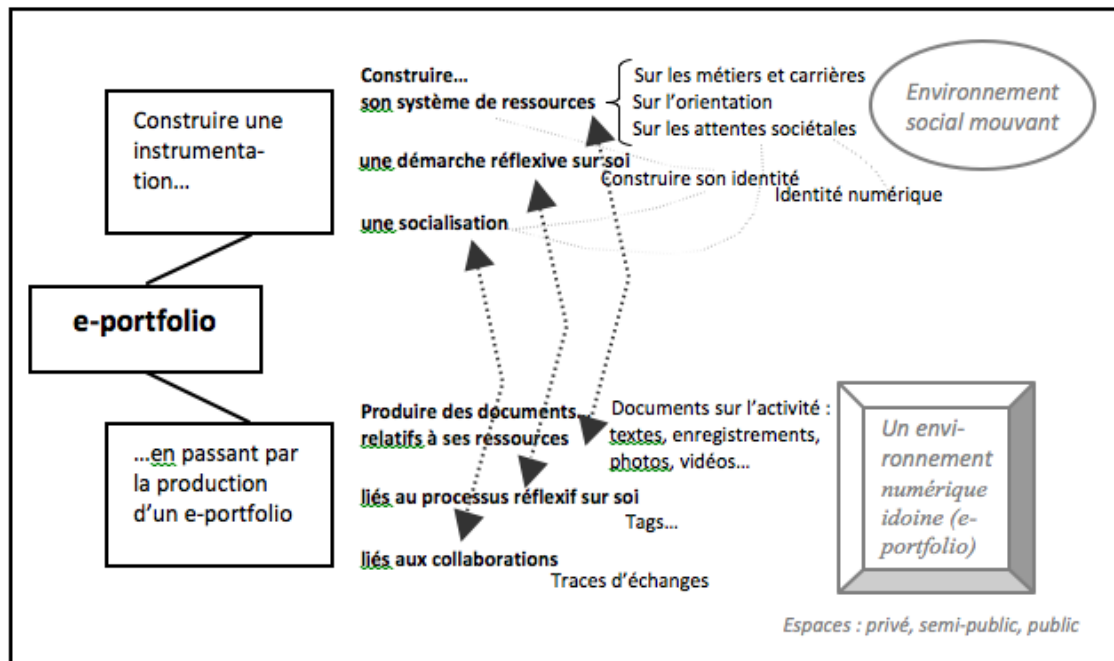 Construire une
instrumenta-
tion…
e-portfolio
…en passant par
la production
d’un e-portfolio
Construire…
son système de ressources
Sur les métiers et carrières
Sur l’orientation
Sur les attentes sociétales
une démarche réflexive sur soi
Construire son identité
Identité numérique
une socialisation
Environnement
social mouvant
Produire des documents…
relatifs à ses ressources
Documents sur l’activité :
textes, enregistrements,
photos, vidéos…
liés au processus réflexif sur soi
Tags…
liés aux collaborations
Traces d’échanges
Un envi-
ronnement
numérique
idoine (e-
portfolio)
Espaces : privé, semi-public, public